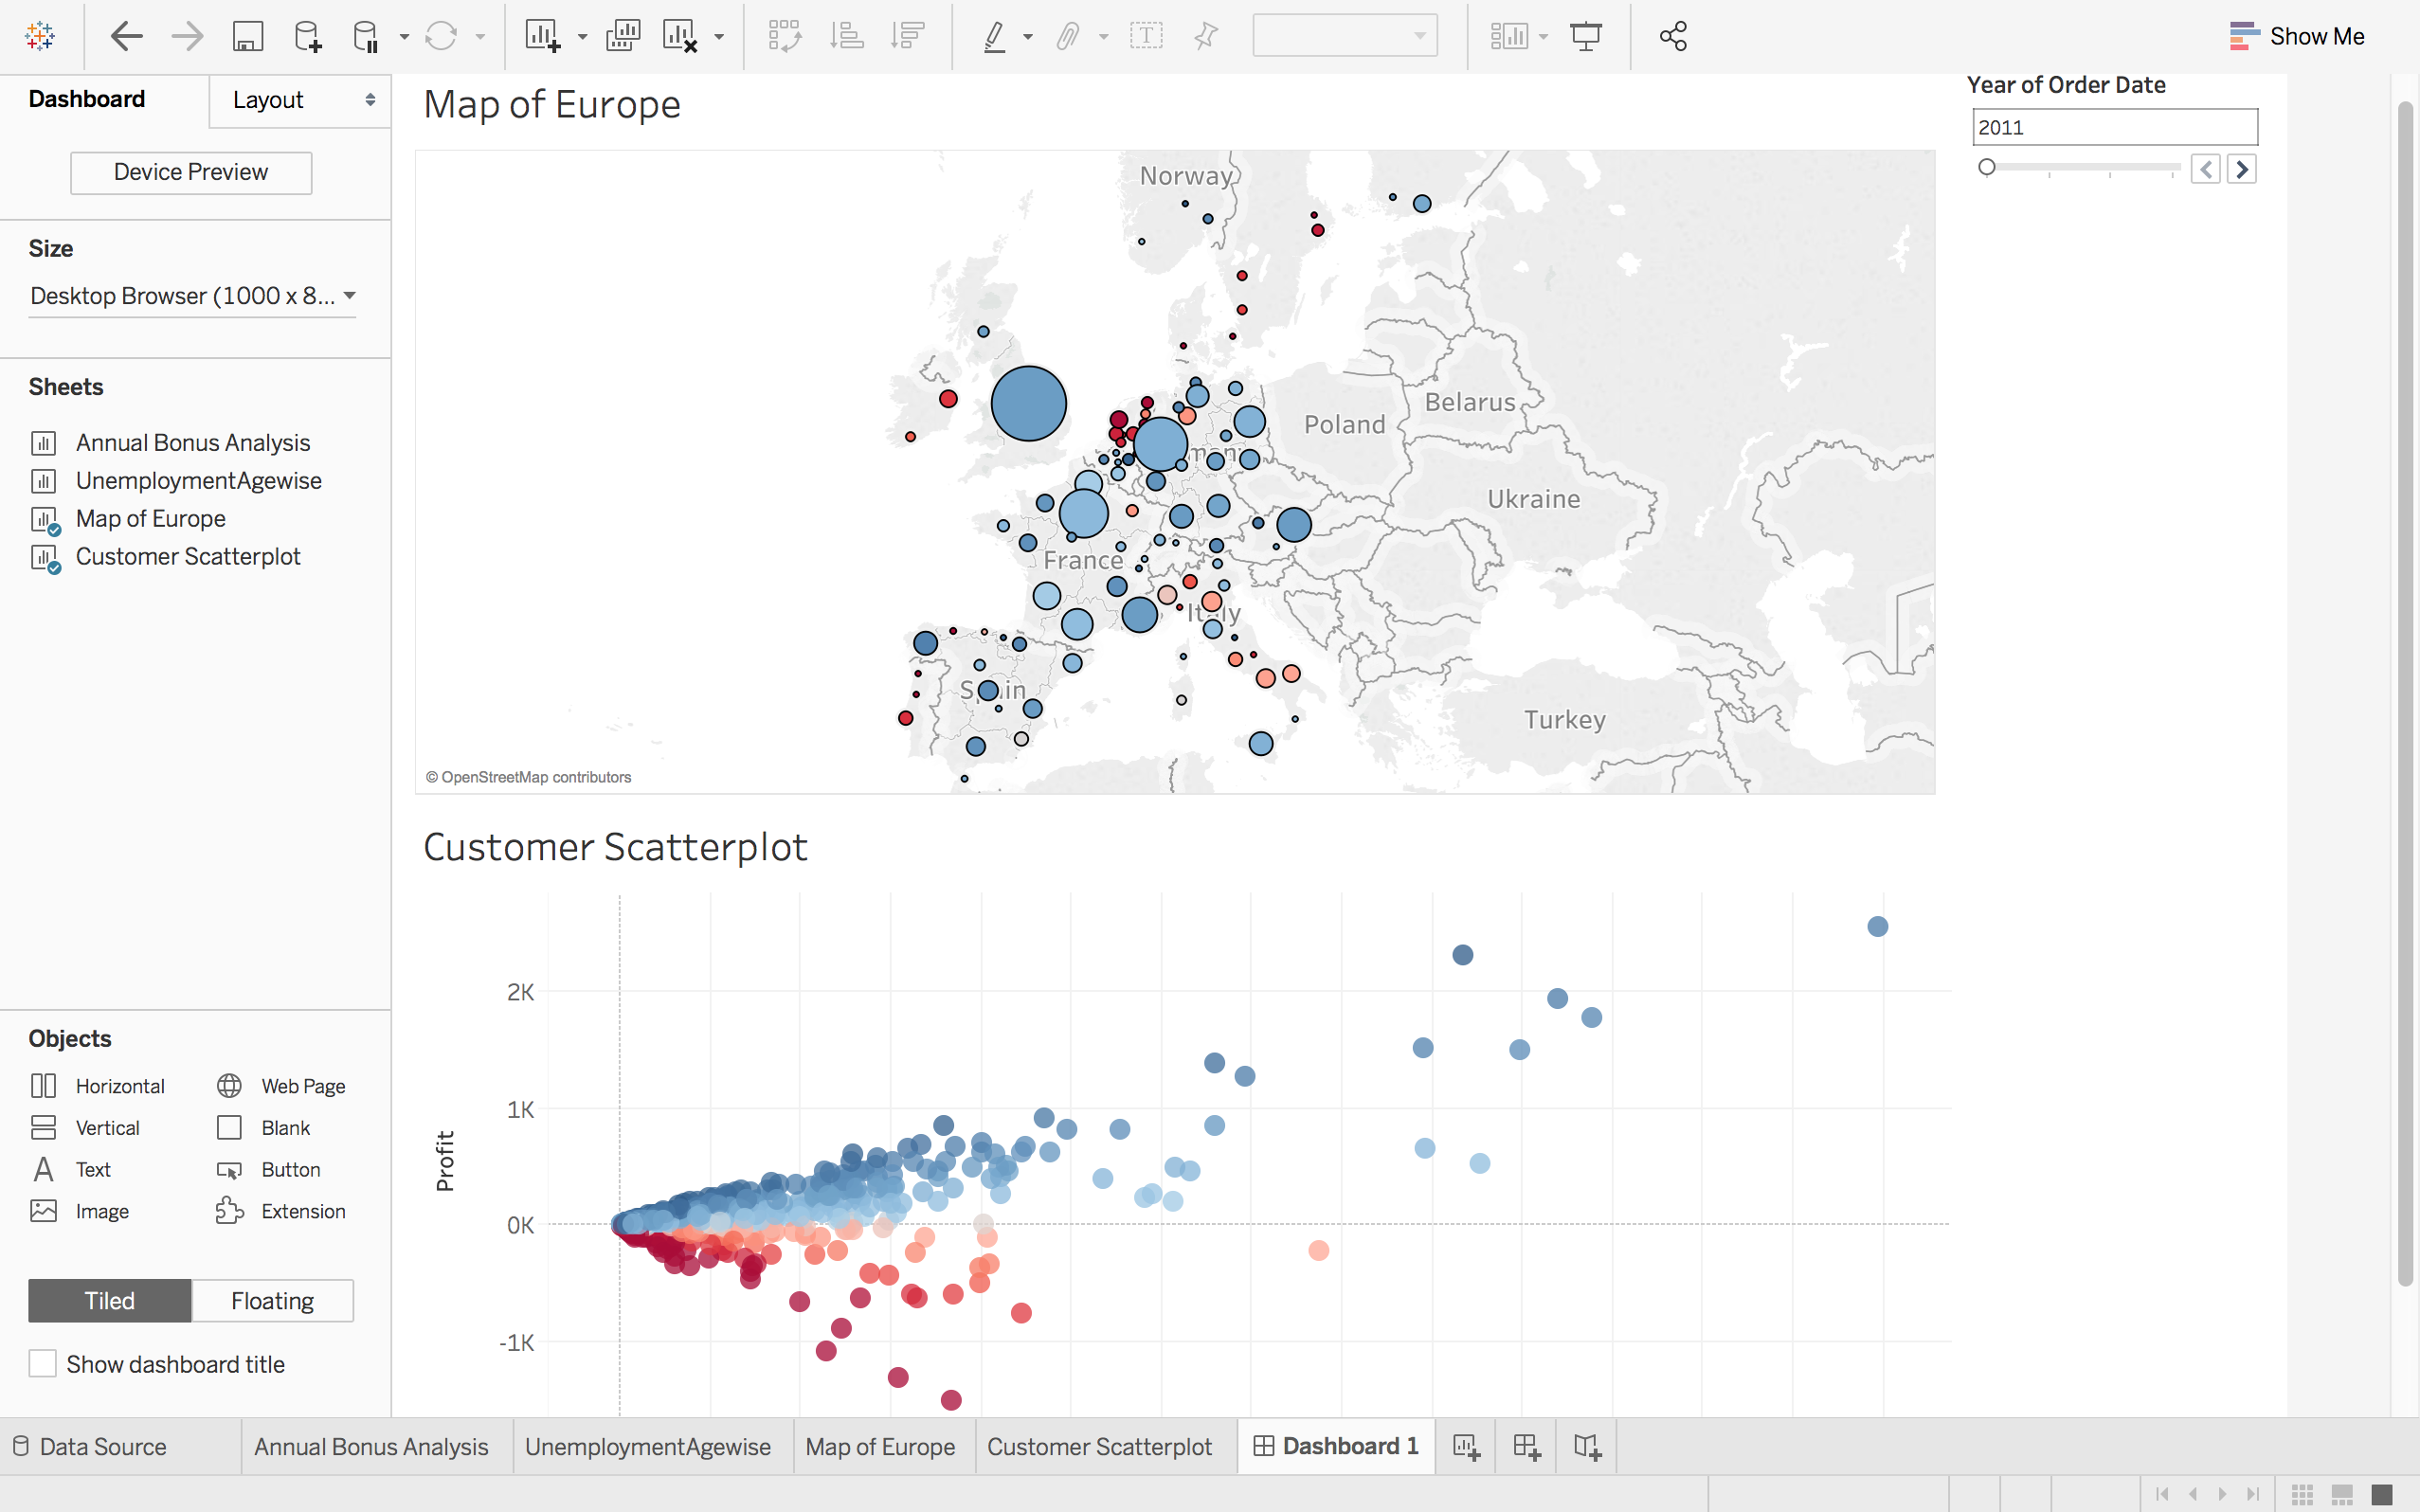 Show Me
Dashboard
Layout
Device Preview
Size
Desktop Browser (1000 x 8...
Sheets
Annual Bonus Analysis
UnemploymentAgewise
Map of Europe
Customer Scatterplot
Objects
Horizontal
Web Page
Vertical
Blank
Text
Button
Image
Extension
Tiled
Floating
Show dashboard title
Map of Europe
Norway
Poland
Belarus
Ukraine
France
Italy
Spain
Turkey
© OpenStreetMap contributors
Year of Order Date
2011
Customer Scatterplot
Profit
2K
1K
0K
-1K
Data Source
Annual Bonus Analysis
UnemploymentAgewise
Map of Europe
Customer Scatterplot
Dashboard 1